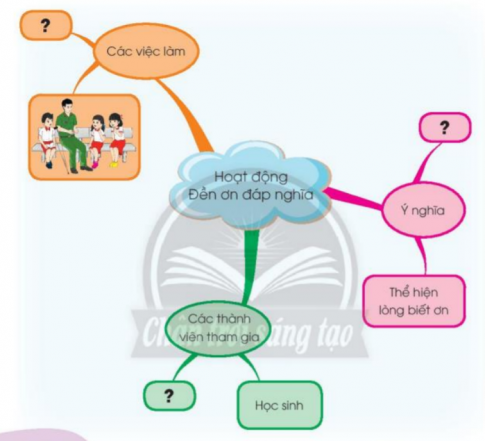 ?
Các việc làm
Hoạt động
Đền ơn đáp nghĩa
?
Ý nghĩa
Thể hiện
lòng biết ơn
Các thành
viên tham gia
Chân trời sáng tạo
?
Học sinh